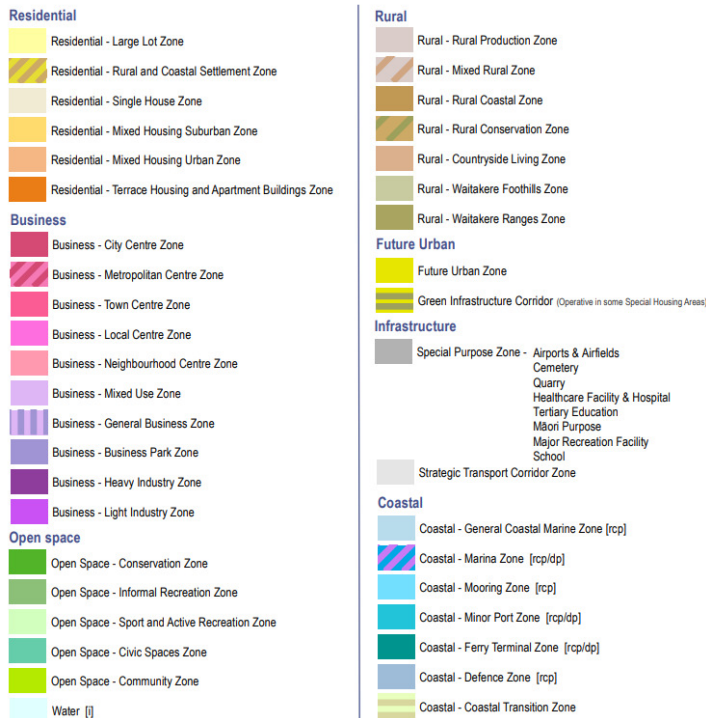 Residential
Residential - Large Lot Zone
Residential - Rural and Coastal Settlement Zone
Residential - Single House Zone
Residential - Mixed Housing Suburban Zone
Residential - Mixed Housing Urban Zone
Residential - Terrace Housing and Apartment Buildings Zone
Business
Business - City Centre Zone
Business - Metropolitan Centre Zone
Business - Town Centre Zone
Business - Local Centre Zone
Business - Neighbourhood Centre Zone
Business - Mixed Use Zone
Business - General Business Zone
Business - Business Park Zone
Business - Heavy Industry Zone
Business - Light Industry Zone
Open space
Open Space - Conservation Zone
Open Space - Informal Recreation Zone
Open Space - Sport and Active Recreation Zone
Open Space - Civic Spaces Zone
Open Space - Community Zone
Water [i]
Rural
Rural - Rural Production Zone
Rural - Mixed Rural Zone
Rural - Rural Coastal Zone
Rural - Rural Conservation Zone
Rural - Countryside Living Zone
Rural - Waitakere Foothills Zone
Rural - Waitakere Ranges Zone
Future Urban
Future Urban Zone
Green Infrastructure Corridor (Operative in some Special Housing Areas)
Infrastructure
Special Purpose Zone - Airports & Airfields
Cemetery
Quarry
Healthcare Facility & Hospital
Tertiary Education
Māori Purpose
Major Recreation Facility
School
Strategic Transport Corridor Zone
Coastal
Coastal - General Coastal Marine Zone [rcp]
Coastal - Marina Zone [rcp/dp]
Coastal - Mooring Zone [rcp]
Coastal - Minor Port Zone [rcp/dp]
Coastal - Ferry Terminal Zone [rcp/dp]
Coastal - Defence Zone [rcp]
Coastal - Coastal Transition Zone